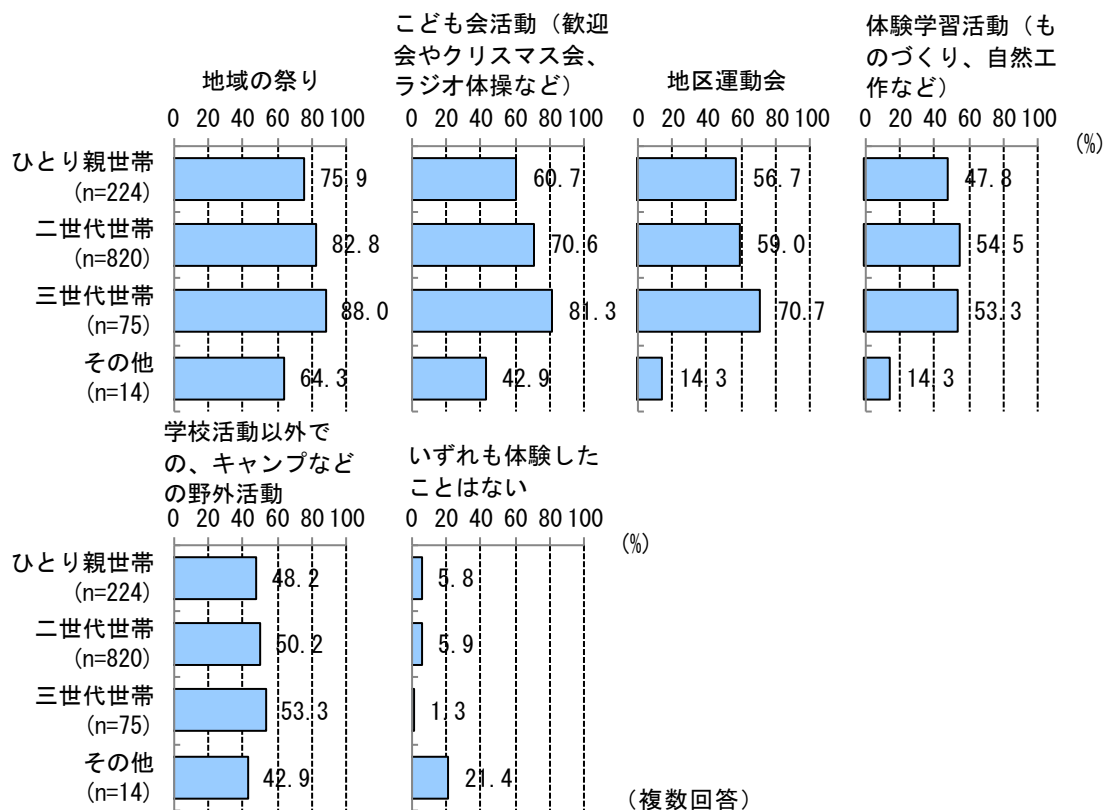 地域の祭り
こども会活動（歓迎
会やクリスマス会、
ラジオ体操など）
地区運動会
体験学習活動（も
のづくり、自然工
作など）
0 20 40 60 80 100
0 20 40 60 80 100
0 20 40 60 80 100
0 20 40 60 80 100
(%)
ひとり親世帯
(n=224)
75.9
60.7
56.7
47.8
二世代世帯
(n=820)
82.8
70.6
59.0
54.5
三世代世帯
(n=75)
88.0
81.3
70.7
53.3
その他
(n=14)
64.3
42.9
14.3
14.3
学校活動以外で
の、キャンプなど
の野外活動
いずれも体験した
ことはない
0 20 40 60 80 100
0 20 40 60 80 100
(%)
ひとり親世帯
(n=224)
48.2
5.8
二世代世帯
(n=820)
50.2
5.9
三世代世帯
(n=75)
53.3
1.3
その他
(n=14)
42.9
21.4
（複数回答）